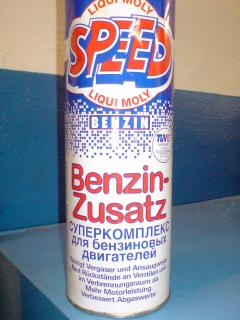 LIQUI MOLY
SPEED
LIQUI MOLY
BENZIN
TÜV
Benzin-
Zusatz
СУПЕРКОМПЛЕКС
для бензиновых
двигателей
Vergaser und Ansaugwege
Baut Rückstände an Ventilen und
im Verbrennungsraum ab.
Mehr Motorleistung.
Verbessert Abgaswerte.